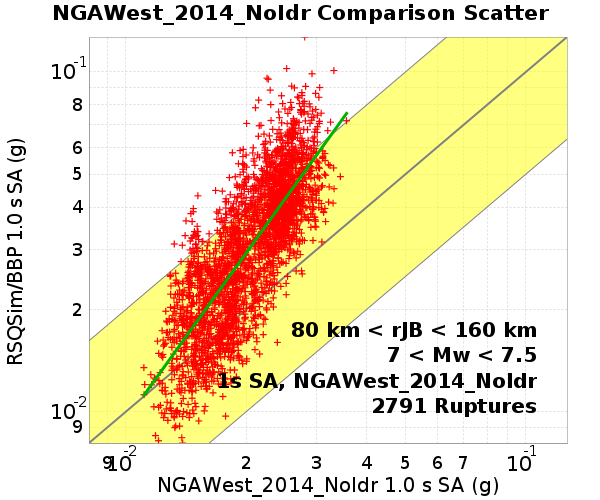 NGAWest_2014_NoIdr Comparison Scatter
RSQSim/BBP 1.0 s SA (g)
10-1
8
6
5
4
3
2
10-2
9
80 km < rJB < 160 km
7 < Mw < 7.5
1s SA, NGAWest_2014_NoIdr
2791 Ruptures
9 10-2 2 3 4 5 6 7 10-1
NGAWest_2014_NoIdr 1.0 s SA (g)